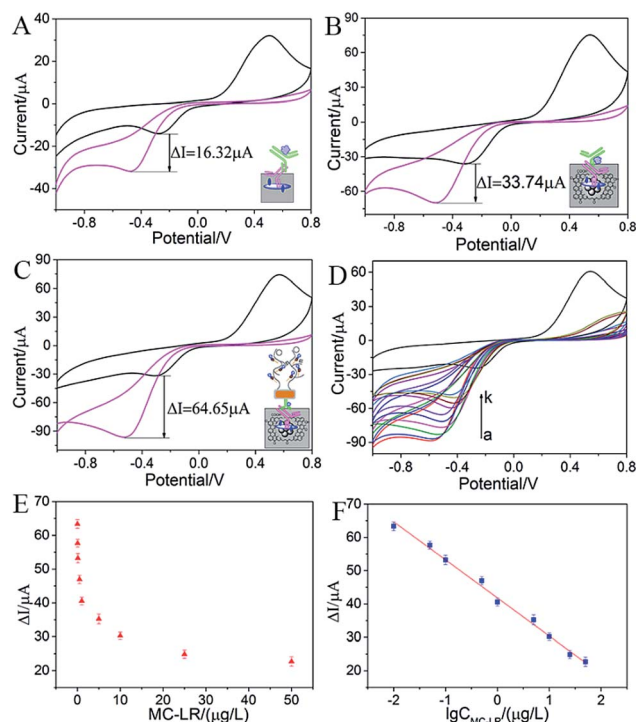 A
Current/μA
40
20
0
-20
-40
ΔI=16.32μA
-0.8 -0.4 0.0 0.4 0.8
Potential/V
B
Current/μA
90
60
30
0
-30
-60
ΔI=33.74μA
-0.8 -0.4 0.0 0.4 0.8
Potential/V
C
Current/μA
90
60
30
0
-30
-60
-90
ΔI=64.65μA
-0.8 -0.4 0.0 0.4 0.8
Potential/V
D
Current/μA
90
60
30
0
-30
-60
-90
k
a
-0.8 -0.4 0.0 0.4 0.8
Potential/V
E
ΔI/μA
70
60
50
40
30
20
0 10 20 30 40 50
MC-LR/(μg/L)
F
ΔI/μA
70
60
50
40
30
20
-2 -1 0 1 2
lgC_MC-LR/(μg/L)